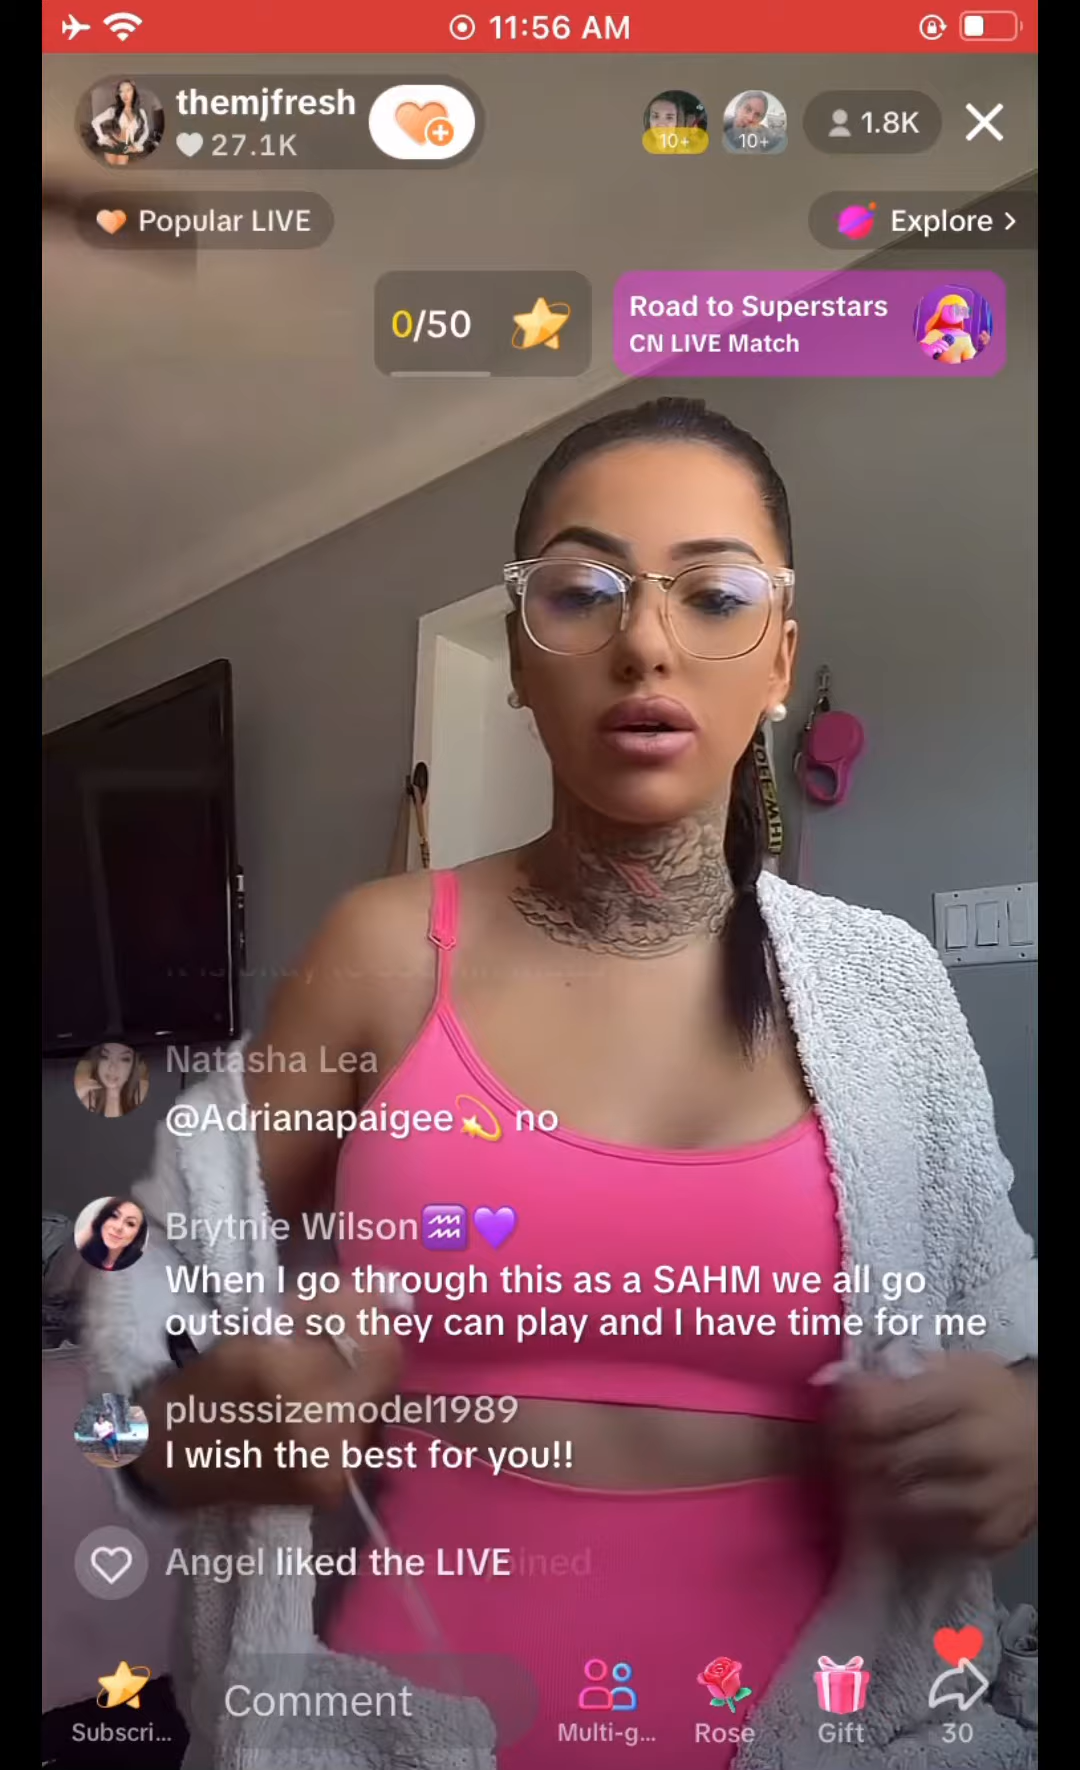 11:56 AM
themjfresh
27.1K
10+
10+
1.8K
Popular LIVE
Explore >
0/50
Road to Superstars
CN LIVE Match
Natasha Lea
@Adrianapaigee💫 no
Brytnie Wilson♒💜
When I go through this as a SAHM we all go
outside so they can play and I have time for me
plusssizemodel1989
I wish the best for you!!
Angel liked the LIVE
Subscri...
Comment
Multi-g...
Rose
Gift
30